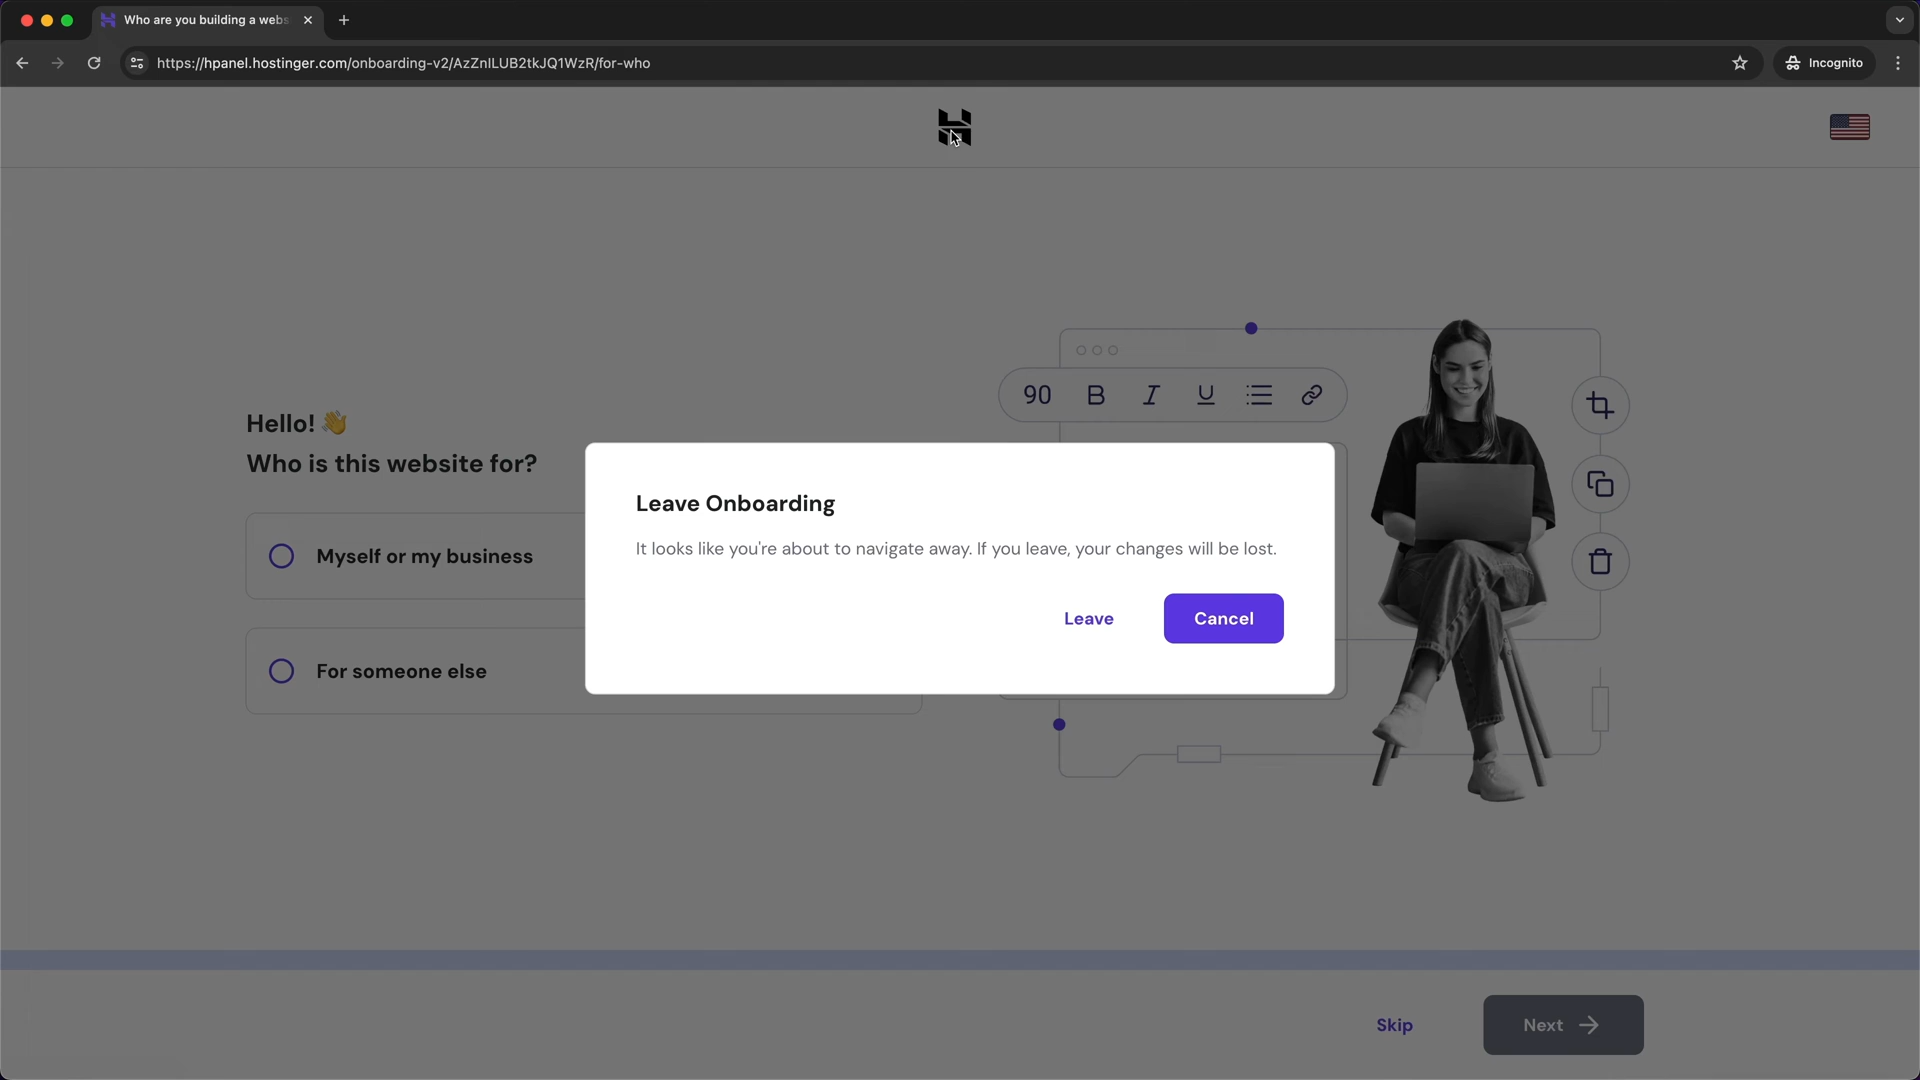 Who are you building a webs
https://hpanel.hostinger.com/onboarding-v2/AzZnILUB2tkJQ1WzR/for-who
Incognito
90 B I U
Hello! 👋
Who is this website for?
Myself or my business
For someone else
Leave Onboarding
It looks like you're about to navigate away. If you leave, your changes will be lost.
Leave
Cancel
Skip
Next